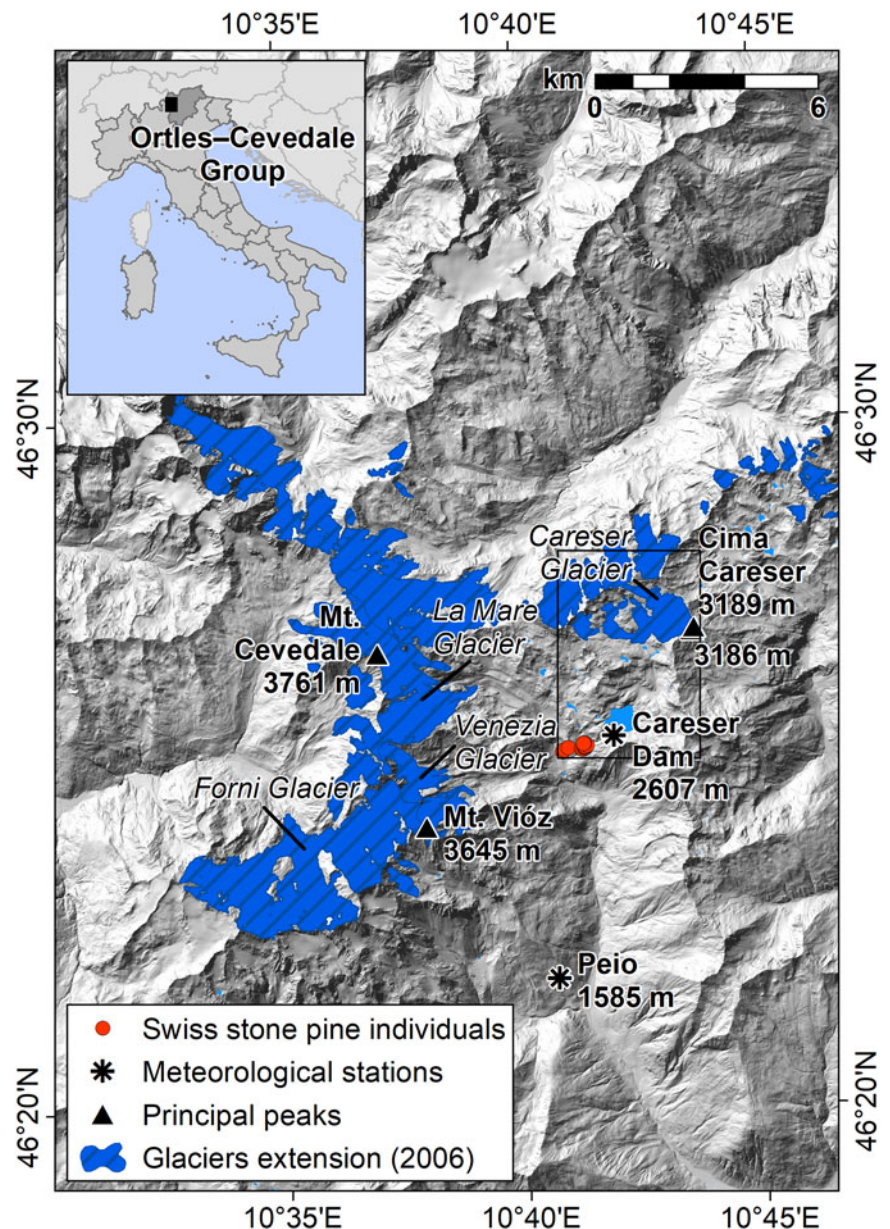 10°35'E
10°40'E
10°45'E
km
0
6
Ortles–Cevedale
Group
46°30'N
46°30'N
Careser
Glacier
Cima
Careser
3189 m
3186 m
Mt.
Cevedale
3761 m
La Mare
Glacier
Venezia
Glacier
Careser
Dam
2607 m
Forni Glacier
Mt. Vióz
3645 m
Peio
1585 m
Swiss stone pine individuals
Meteorological stations
Principal peaks
Glaciers extension (2006)
46°20'N
46°20'N
10°35'E
10°40'E
10°45'E